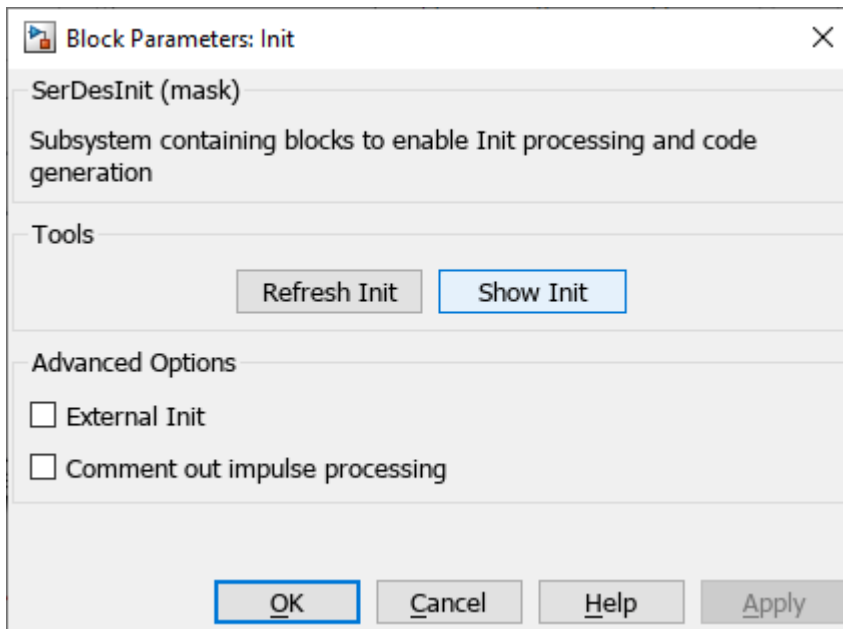 Block Parameters: Init
SerDesInit (mask)
Subsystem containing blocks to enable Init processing and code
generation
Tools
Refresh Init Show Init
Advanced Options
External Init
Comment out impulse processing
OK Cancel Help Apply